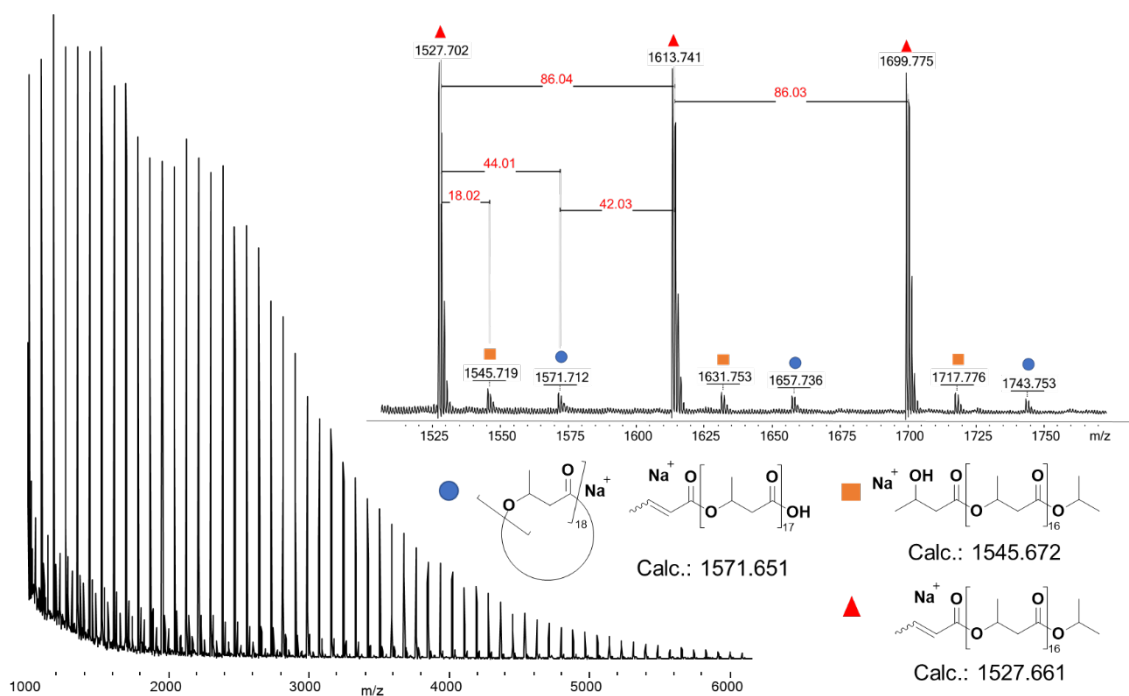 1527.702
1613.741
1699.775
86.04
86.03
44.01
18.02
42.03
1545.719
1571.712
1631.753
1657.736
1717.776
1743.753
1525 1550 1575 1600 1625 1650 1675 1700 1725 1750 m/z
O O Na⁺ 18
Na⁺ O O O OH 17
Calc.: 1571.651
Na⁺ OH O O O O 16
Calc.: 1545.672
Na⁺ O O O O 16
Calc.: 1527.661
1000 2000 3000 4000 5000 6000
m/z